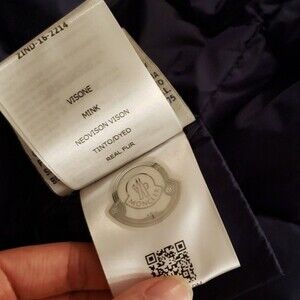 ZIND-16-2214
VISONE
MINK
NEOVISON VISON
TINTO/DYED
REAL FUR
MONCLER